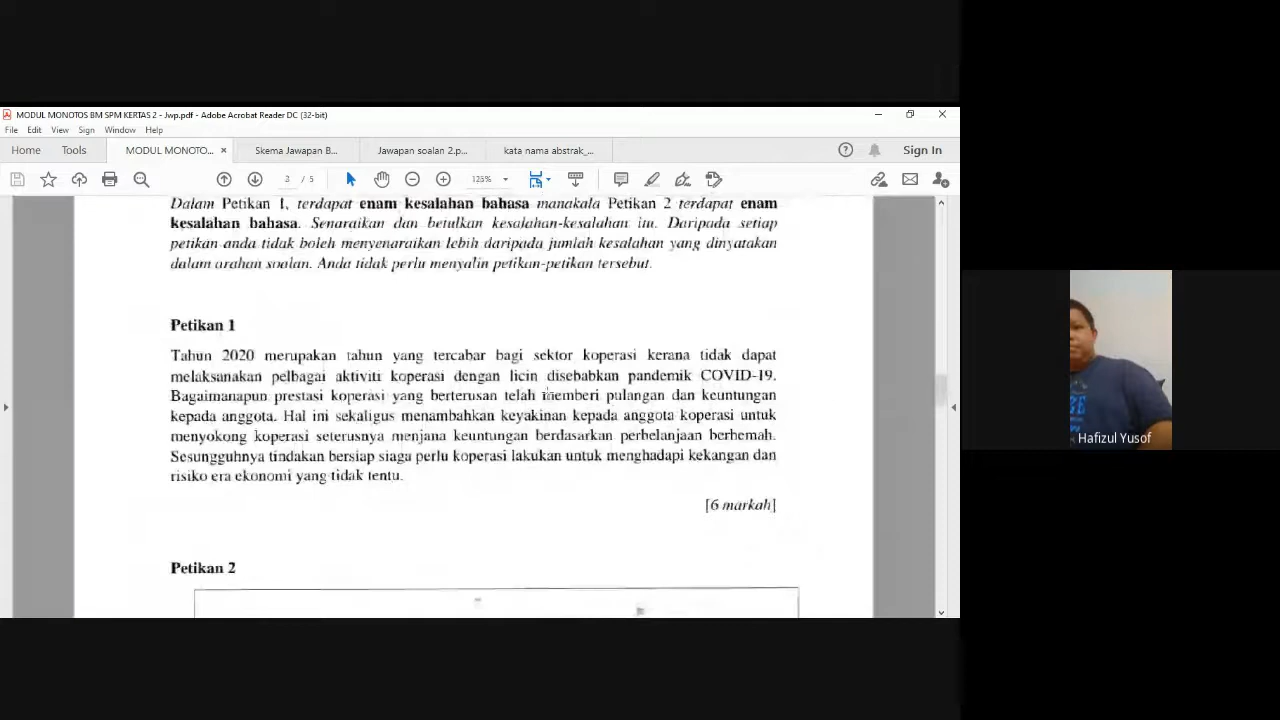 MODUL MONOTOS BM SPM KERTAS 2 - Jwp.pdf - Adobe Acrobat Reader DC (32-bit)
File Edit View Sign Window Help
Home Tools MODUL MONOTO... × Skema Jawapan B... Jawapan soalan 2.p... kata nama abstrak_... Sign In
3 / 5 125%
Dalam Petikan 1, terdapat enam kesalahan bahasa manakala Petikan 2 terdapat enam
kesalahan bahasa. Senaraikan dan betulkan kesalahan-kesalahan itu. Daripada setiap
petikan anda tidak boleh menyenaraikan lebih daripada jumlah kesalahan yang dinyatakan
dalam arahan soalan. Anda tidak perlu menyalin petikan-petikan tersebut.
Petikan 1
Tahun 2020 merupakan tahun yang tercabar bagi sektor koperasi kerana tidak dapat
melaksanakan pelbagai aktiviti koperasi dengan licin disebabkan pandemik COVID-19.
Bagaimanapun prestasi koperasi yang berterusan telah memberi pulangan dan keuntungan
kepada anggota. Hal ini sekaligus menambahkan keyakinan kepada anggota koperasi untuk
menyokong koperasi seterusnya menjana keuntungan berdasarkan perbelanjaan berhemah.
Sesungguhnya tindakan bersiap siaga perlu koperasi lakukan untuk menghadapi kekangan dan
risiko era ekonomi yang tidak tentu.
[6 markah]
Petikan 2
Hafizul Yusof